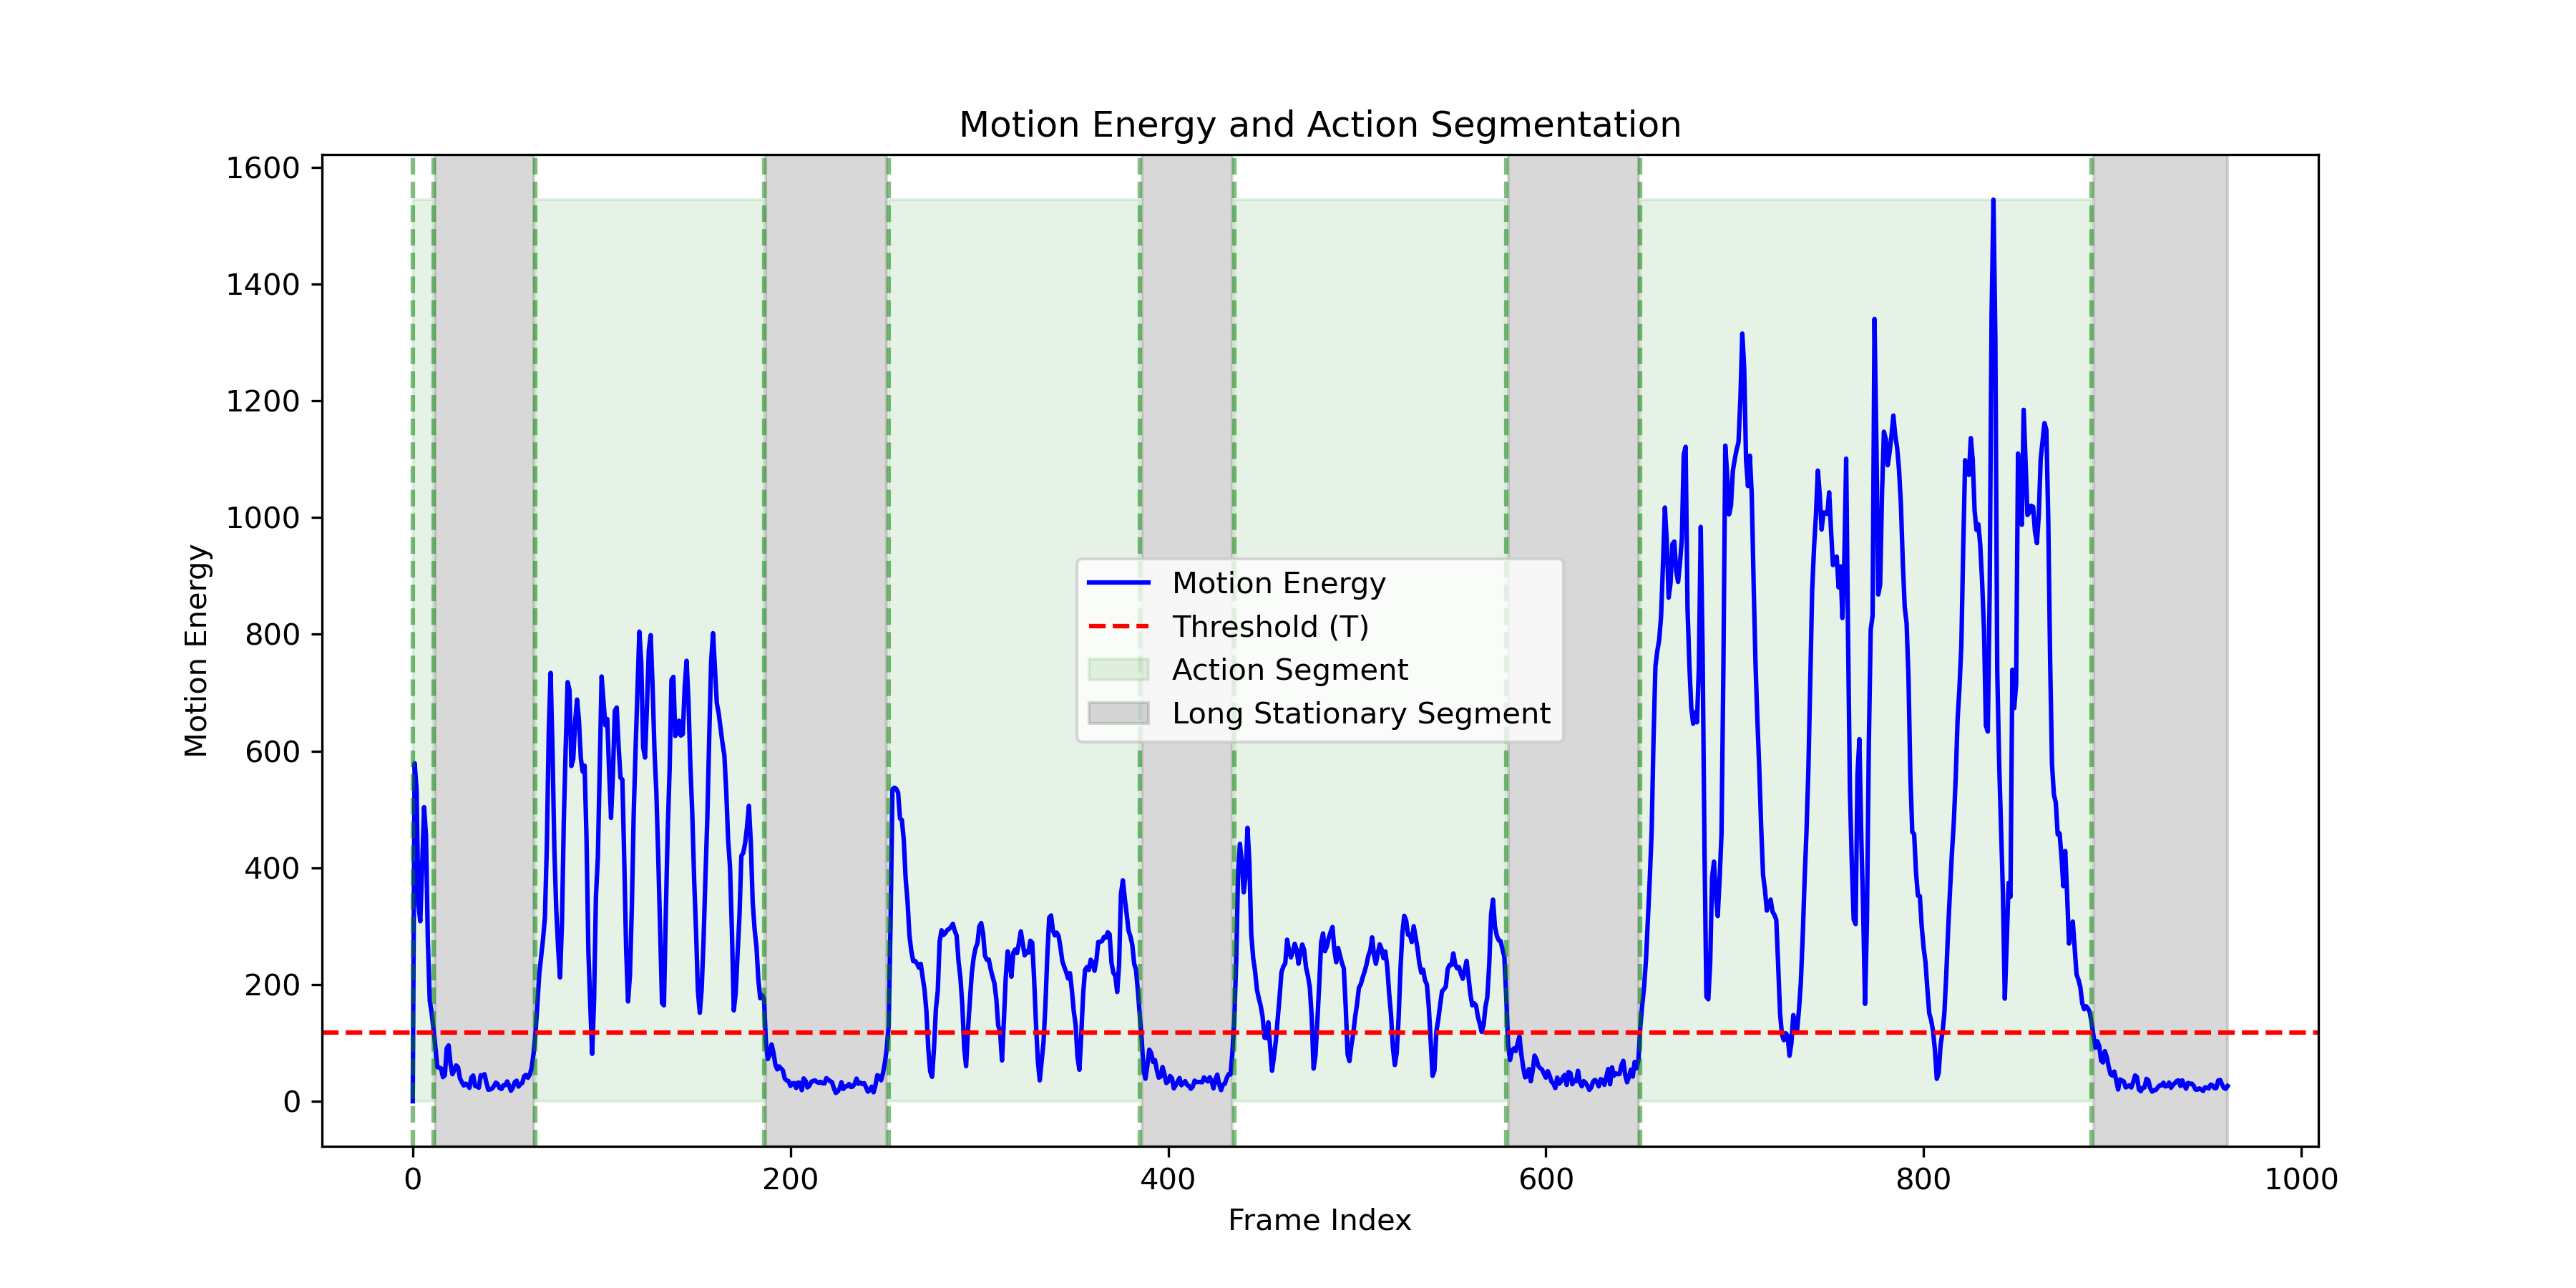 Motion Energy and Action Segmentation
1600
1400
1200
1000
800
600
400
200
0
Motion Energy
Motion Energy
Threshold (T)
Action Segment
Long Stationary Segment
0 200 400 600 800 1000
Frame Index